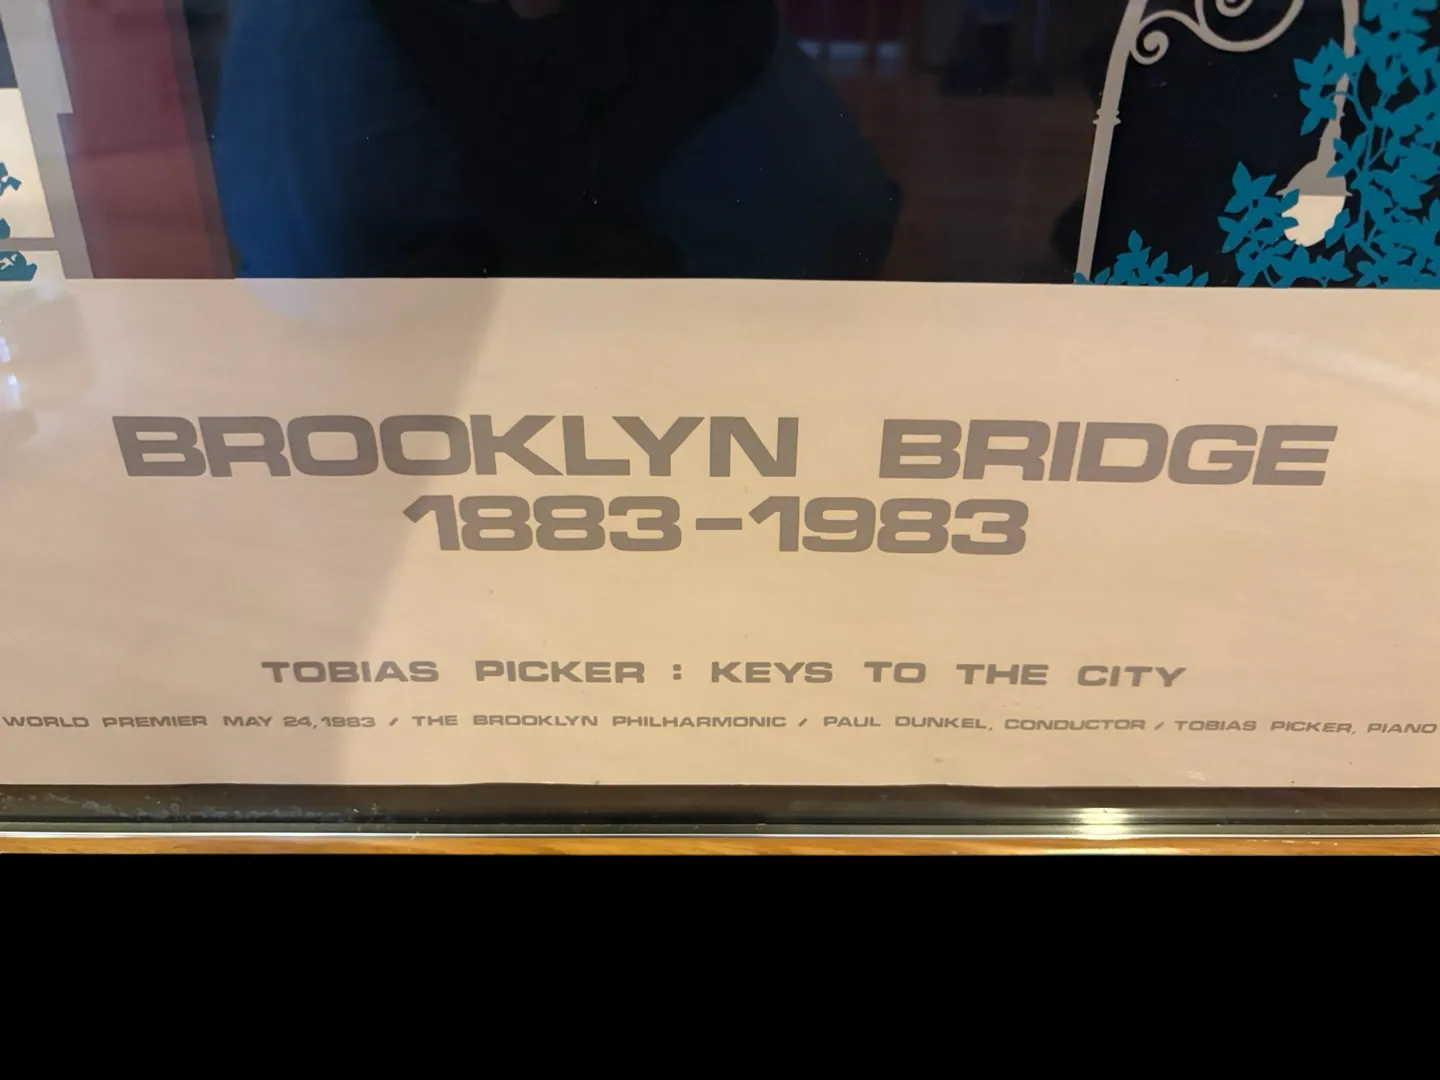 BROOKLYN BRIDGE
1883-1983
TOBIAS PICKER : KEYS TO THE CITY
WORLD PREMIER MAY 24, 1983 / THE BROOKLYN PHILHARMONIC / PAUL DUNKEL, CONDUCTOR / TOBIAS PICKER, PIANO